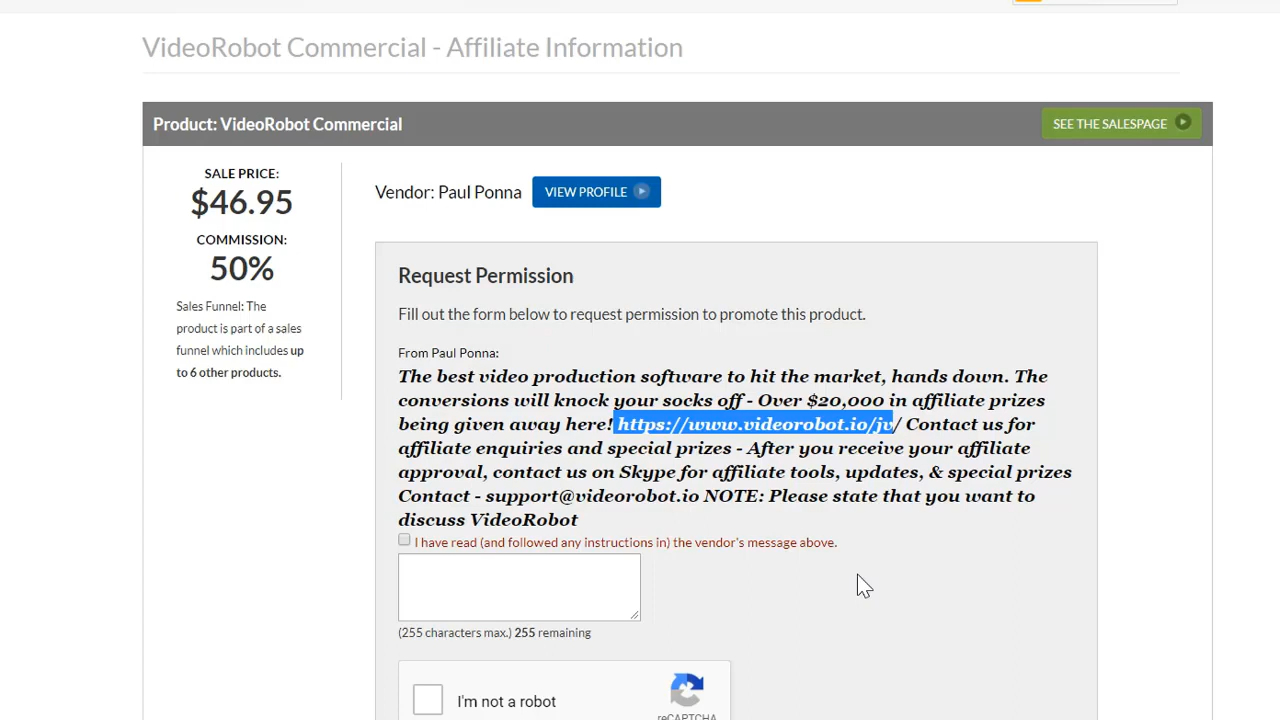 VideoRobot Commercial - Affiliate Information
Product: VideoRobot Commercial
SEE THE SALESPAGE
SALE PRICE:
$46.95
COMMISSION:
50%
Sales Funnel: The
product is part of a sales
funnel which includes up
to 6 other products.
Vendor: Paul Ponna
VIEW PROFILE
Request Permission
Fill out the form below to request permission to promote this product.
From Paul Ponna:
The best video production software to hit the market, hands down. The
conversions will knock your socks off - Over $20,000 in affiliate prizes
being given away here! https://www.videorobot.io/jv/ Contact us for
affiliate enquiries and special prizes - After you receive your affiliate
approval, contact us on Skype for affiliate tools, updates, & special prizes
Contact - support@videorobot.io NOTE: Please state that you want to
discuss VideoRobot
I have read (and followed any instructions in) the vendor's message above.
(255 characters max.) 255 remaining
I'm not a robot
reCAPTCHA